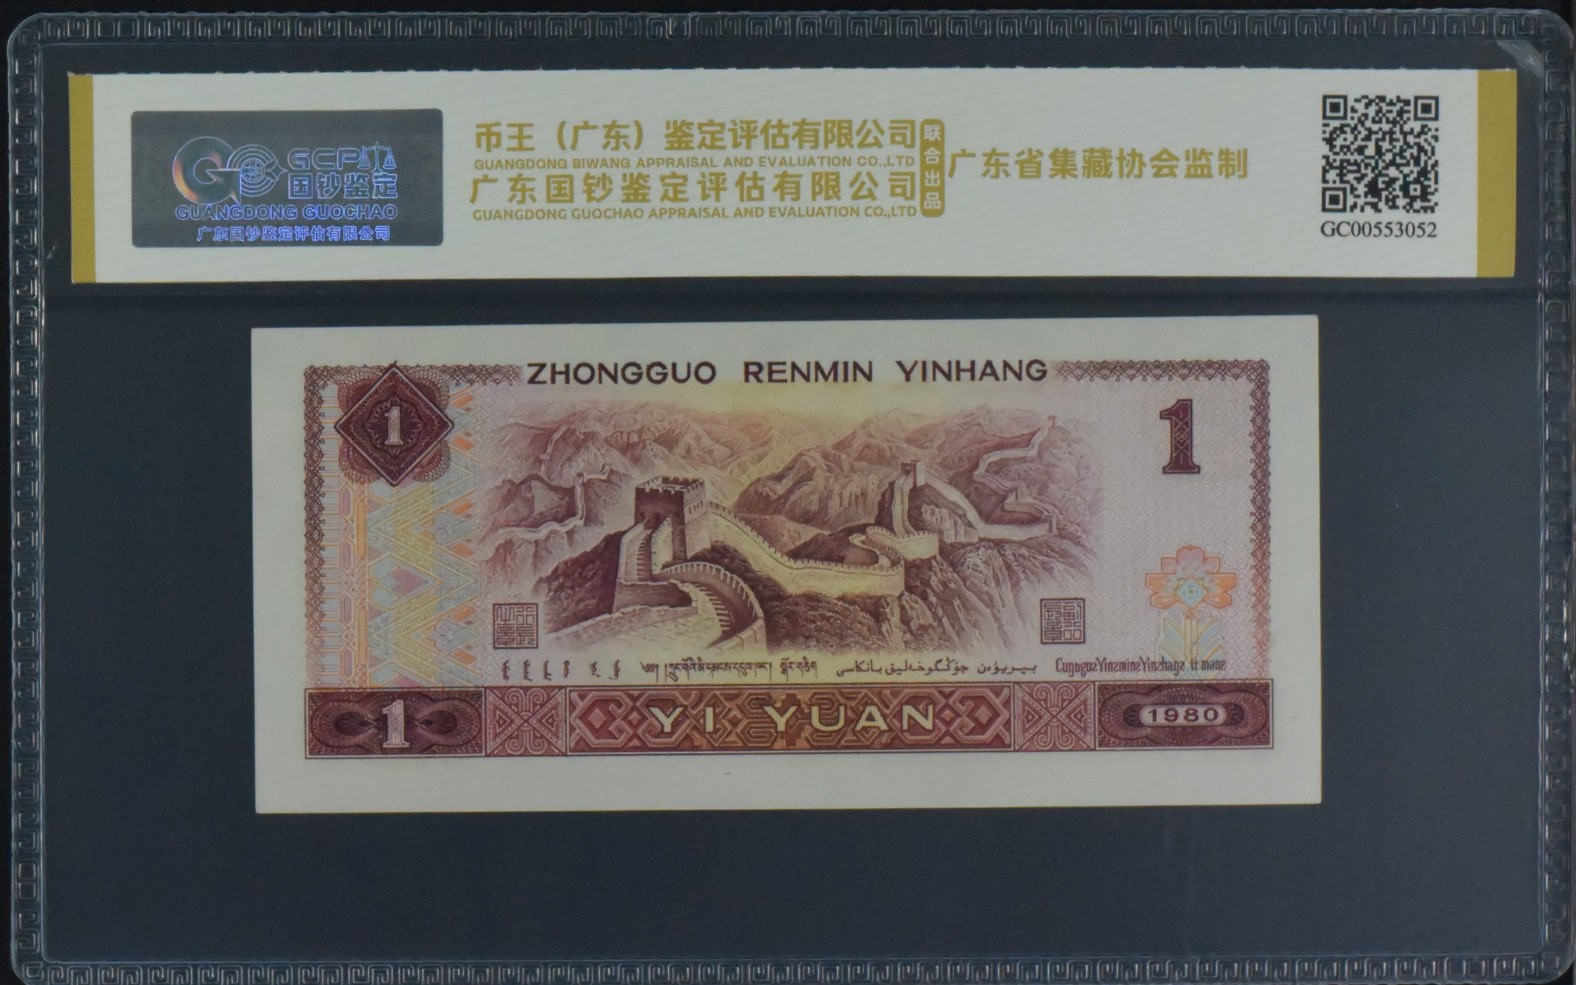 GCP
国钞鉴定
GUANGDONG GUOCHAO
广东国钞鉴定评估有限公司
币王（广东）鉴定评估有限公司
GUANGDONG BIWANG APPRAISAL AND EVALUATION CO.,LTD
广东国钞鉴定评估有限公司
GUANGDONG GUOCHAO APPRAISAL AND EVALUATION CO.,LTD
联合出品
广东省集藏协会监制
GC00553052
ZHONGGUO RENMIN YINHANG
1
1
1
YI YUAN
1980